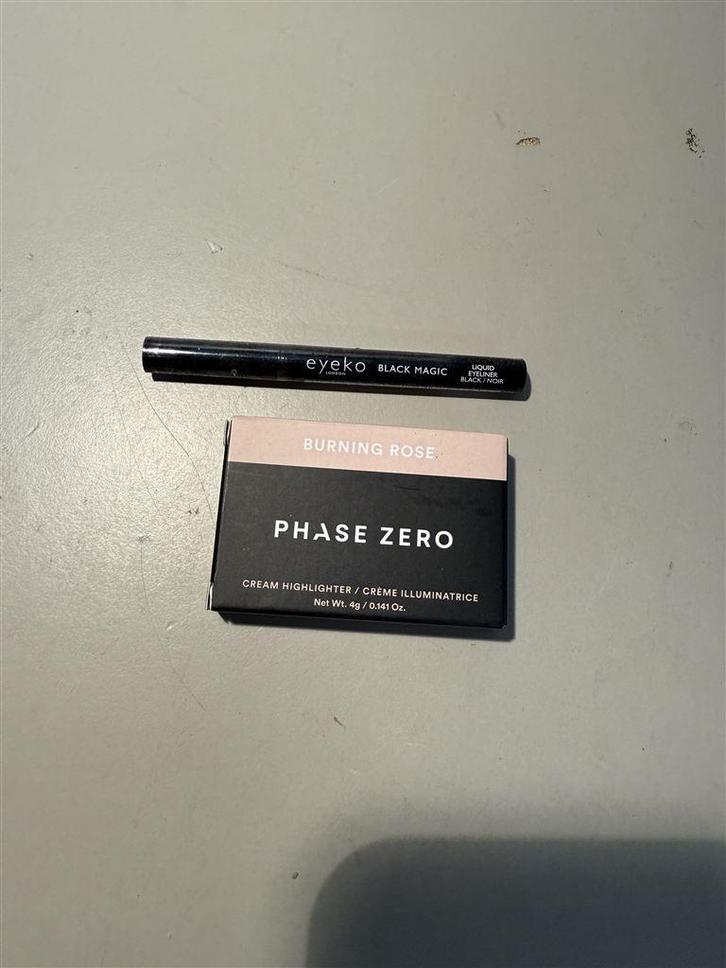 eyeko
LONDON
BLACK MAGIC
LIQUID
EYELINER
BLACK / NOIR
BURNING ROSE
PHASE ZERO
CREAM HIGHLIGHTER / CRÈME ILLUMINATRICE
Net Wt. 4g / 0.141 Oz.